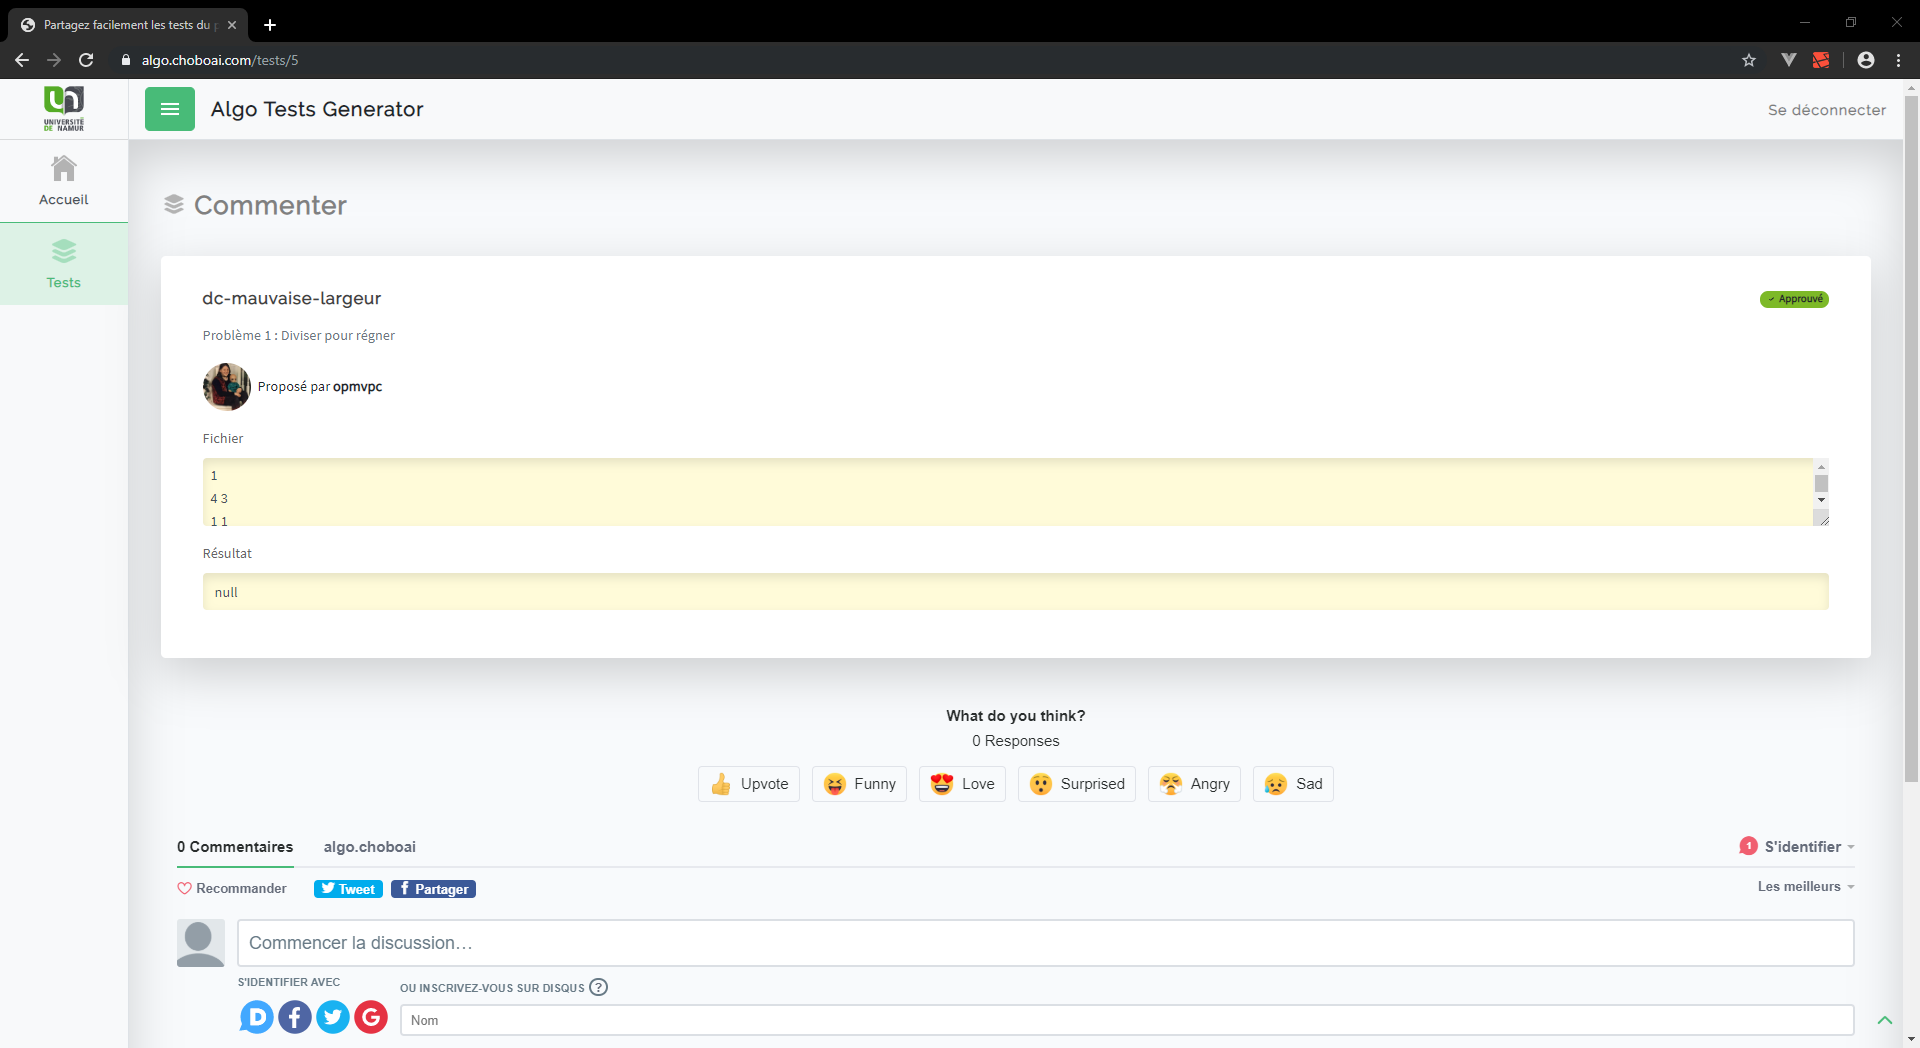 Partagez facilement les tests du p
algo.choboai.com/tests/5
UNIVERSITÉ
DE NAMUR
Algo Tests Generator
Se déconnecter
Accueil
Tests
Commenter
dc-mauvaise-largeur
Approuvé
Problème 1 : Diviser pour régner
Proposé par opmvpc
Fichier
1
4 3
1 1
Résultat
null
What do you think?
0 Responses
Upvote
Funny
Love
Surprised
Angry
Sad
0 Commentaires
algo.choboai
1
S'identifier
Recommander
Tweet
Partager
Les meilleurs
Commencer la discussion…
S'IDENTIFIER AVEC
OU INSCRIVEZ-VOUS SUR DISQUS ?
Nom